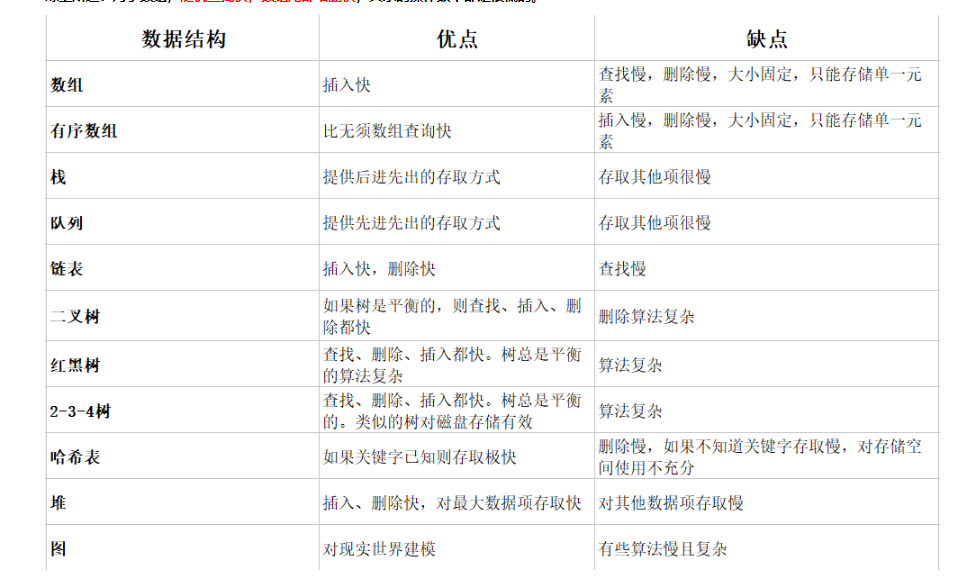 数据结构 优点 缺点
数组 插入快 查找慢，删除慢，大小固定，只能存储单一元
素
有序数组 比无须数组查询快 插入慢，删除慢，大小固定，只能存储单一元
素
栈 提供后进先出的存取方式 存取其他项很慢
队列 提供先进先出的存取方式 存取其他项很慢
链表 插入快，删除快 查找慢
二叉树 如果树是平衡的，则查找、插入、删
除都快 删除算法复杂
红黑树 查找、删除、插入都快。树总是平衡
的算法复杂 算法复杂
2-3-4树 查找、删除、插入都快。树总是平衡
的。类似的树对磁盘存储有效 算法复杂
哈希表 如果关键字已知则存取极快 删除慢，如果不知道关键字存取慢，对存储空
间使用不充分
堆 插入、删除快，对最大数据项存取快 对其他数据项存取慢
图 对现实世界建模 有些算法慢且复杂